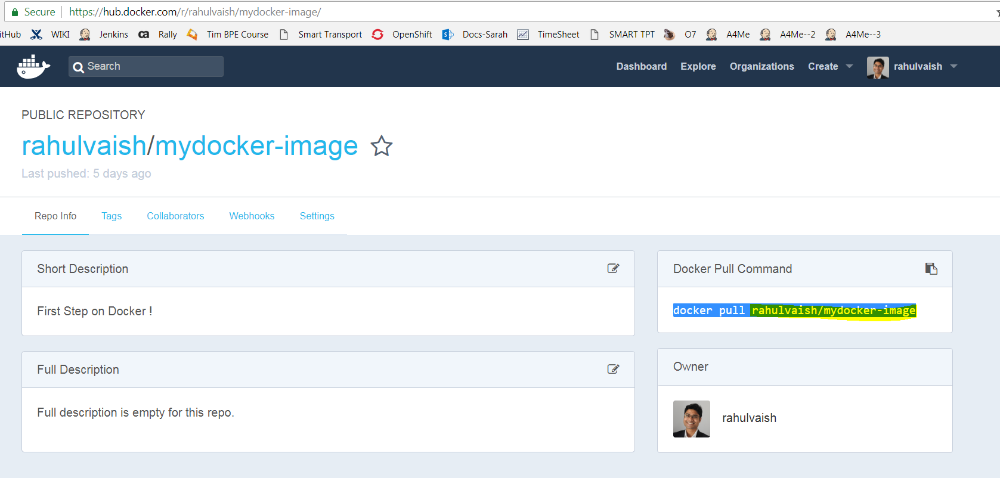 Secure https://hub.docker.com/r/rahulvaish/mydocker-image/
itHub WIKI Jenkins ca Rally Tim BPE Course Smart Transport OpenShift Docs-Sarah TimeSheet SMART TPT O7 A4Me A4Me--2 A4Me--3
Search Dashboard Explore Organizations Create rahulvaish
PUBLIC REPOSITORY
rahulvaish/mydocker-image
Last pushed: 5 days ago
Repo Info Tags Collaborators Webhooks Settings
Short Description
First Step on Docker !
Full Description
Full description is empty for this repo.
Docker Pull Command
docker pull rahulvaish/mydocker-image
Owner
rahulvaish